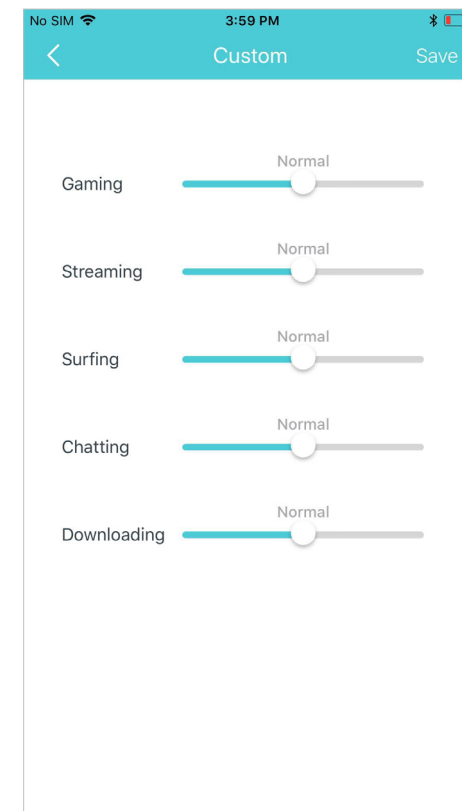 No SIM 3:59 PM
Custom Save
Normal
Gaming
Normal
Streaming
Normal
Surfing
Normal
Chatting
Normal
Downloading